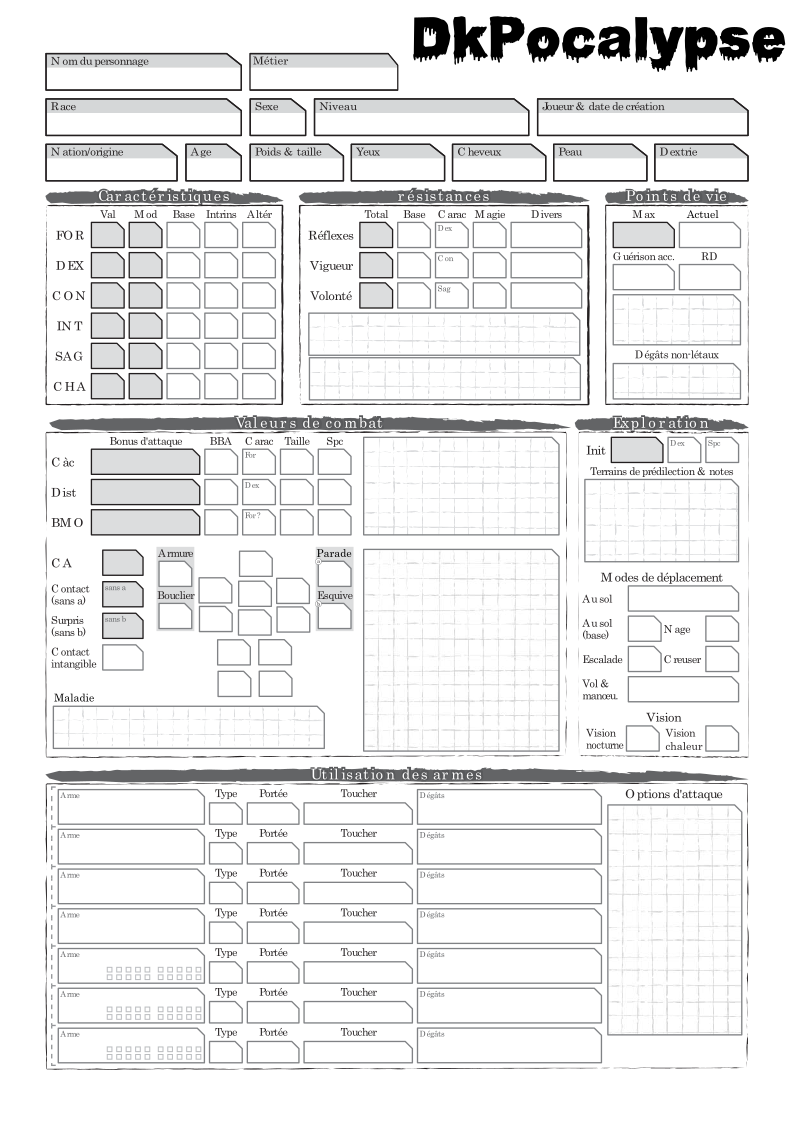 DkPocalypse
Nom du personnage Métier
Race Sexe Niveau Joueur & date de création
Nation/origine Age Poids & taille Yeux Cheveux Peau Dextrie
Caractéristiques résistances Points de vie
Val Mod Base Intrins Altér
FOR
DEX
CON
INT
SAG
CHA
Total Base Carac Magie Divers
Réflexes Dex
Vigueur Con
Volonté Sag
Max Actuel
Guérison acc. RD
Dégâts non-létaux
Valeurs de combat Exploration
Bonus d'attaque BBA Carac Taille Spc
Càc For
Dist Dex
BMO For?
CA Armure Parade
a
Contact (sans a) sans a Bouclier Esquive
b
Surpris (sans b) sans b
Contact intangible
Maladie
Init Dex Spc
Terrains de prédilection & notes
Modes de déplacement
Au sol
Au sol (base) Nage
Escalade Creuser
Vol & manœu.
Vision
Vision nocturne Vision chaleur
Utilisation des armes
Arme Type Portée Toucher Dégâts Options d'attaque
Arme Type Portée Toucher Dégâts
Arme Type Portée Toucher Dégâts
Arme Type Portée Toucher Dégâts
Arme Type Portée Toucher Dégâts
Arme Type Portée Toucher Dégâts
Arme Type Portée Toucher Dégâts